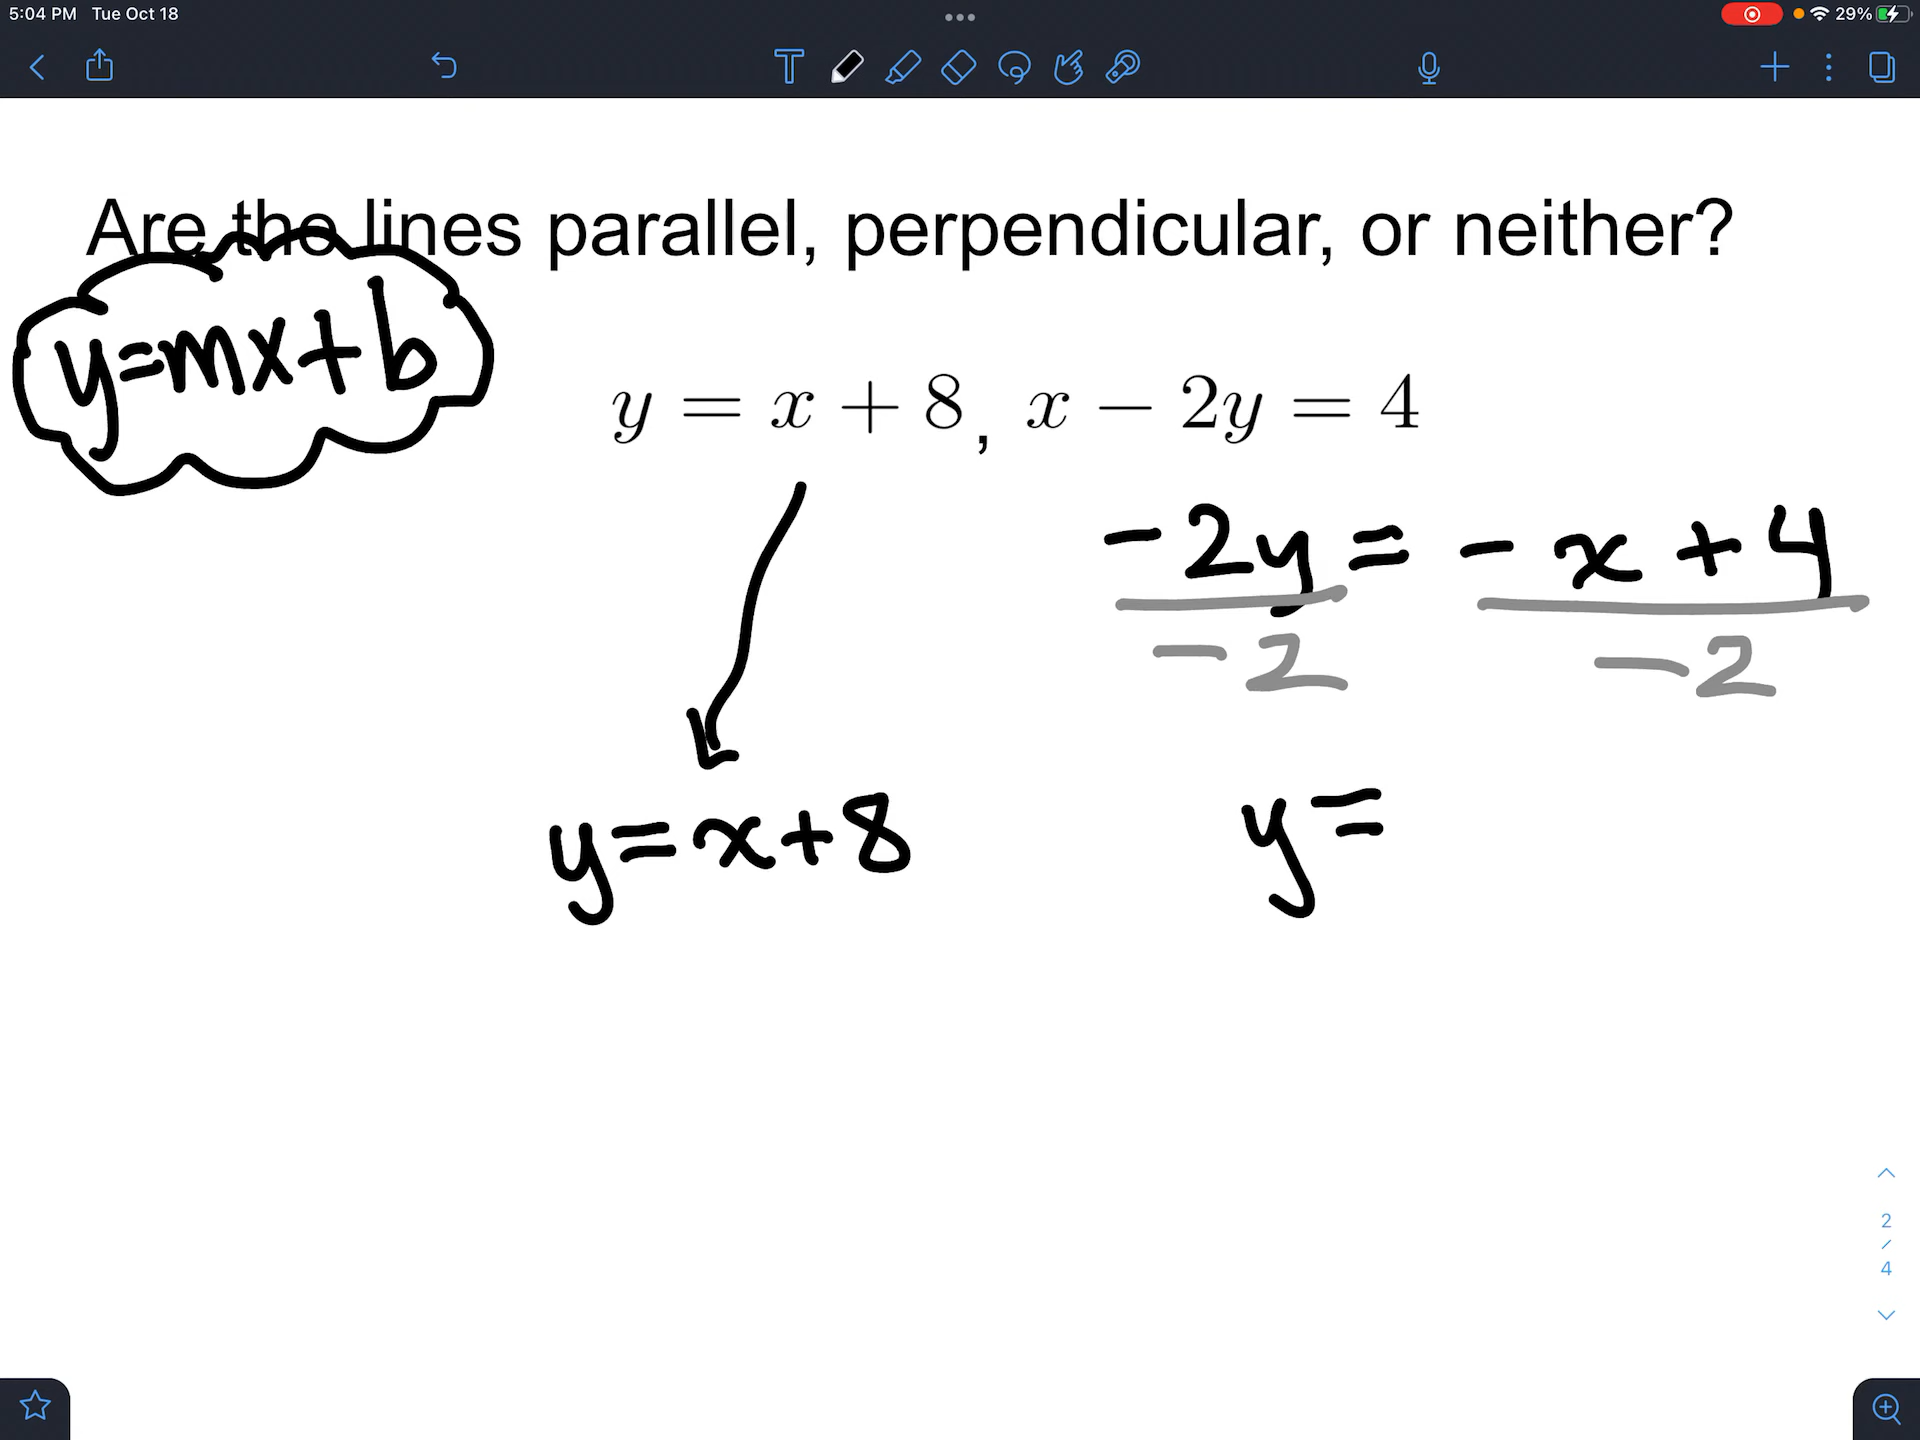 5:04 PM Tue Oct 18
29%
T
Are the lines parallel, perpendicular, or neither?
y=mx+b
y = x + 8, x − 2y = 4
-2y = -x + 4
-2 -2
y=x+8
y=
2
/
4